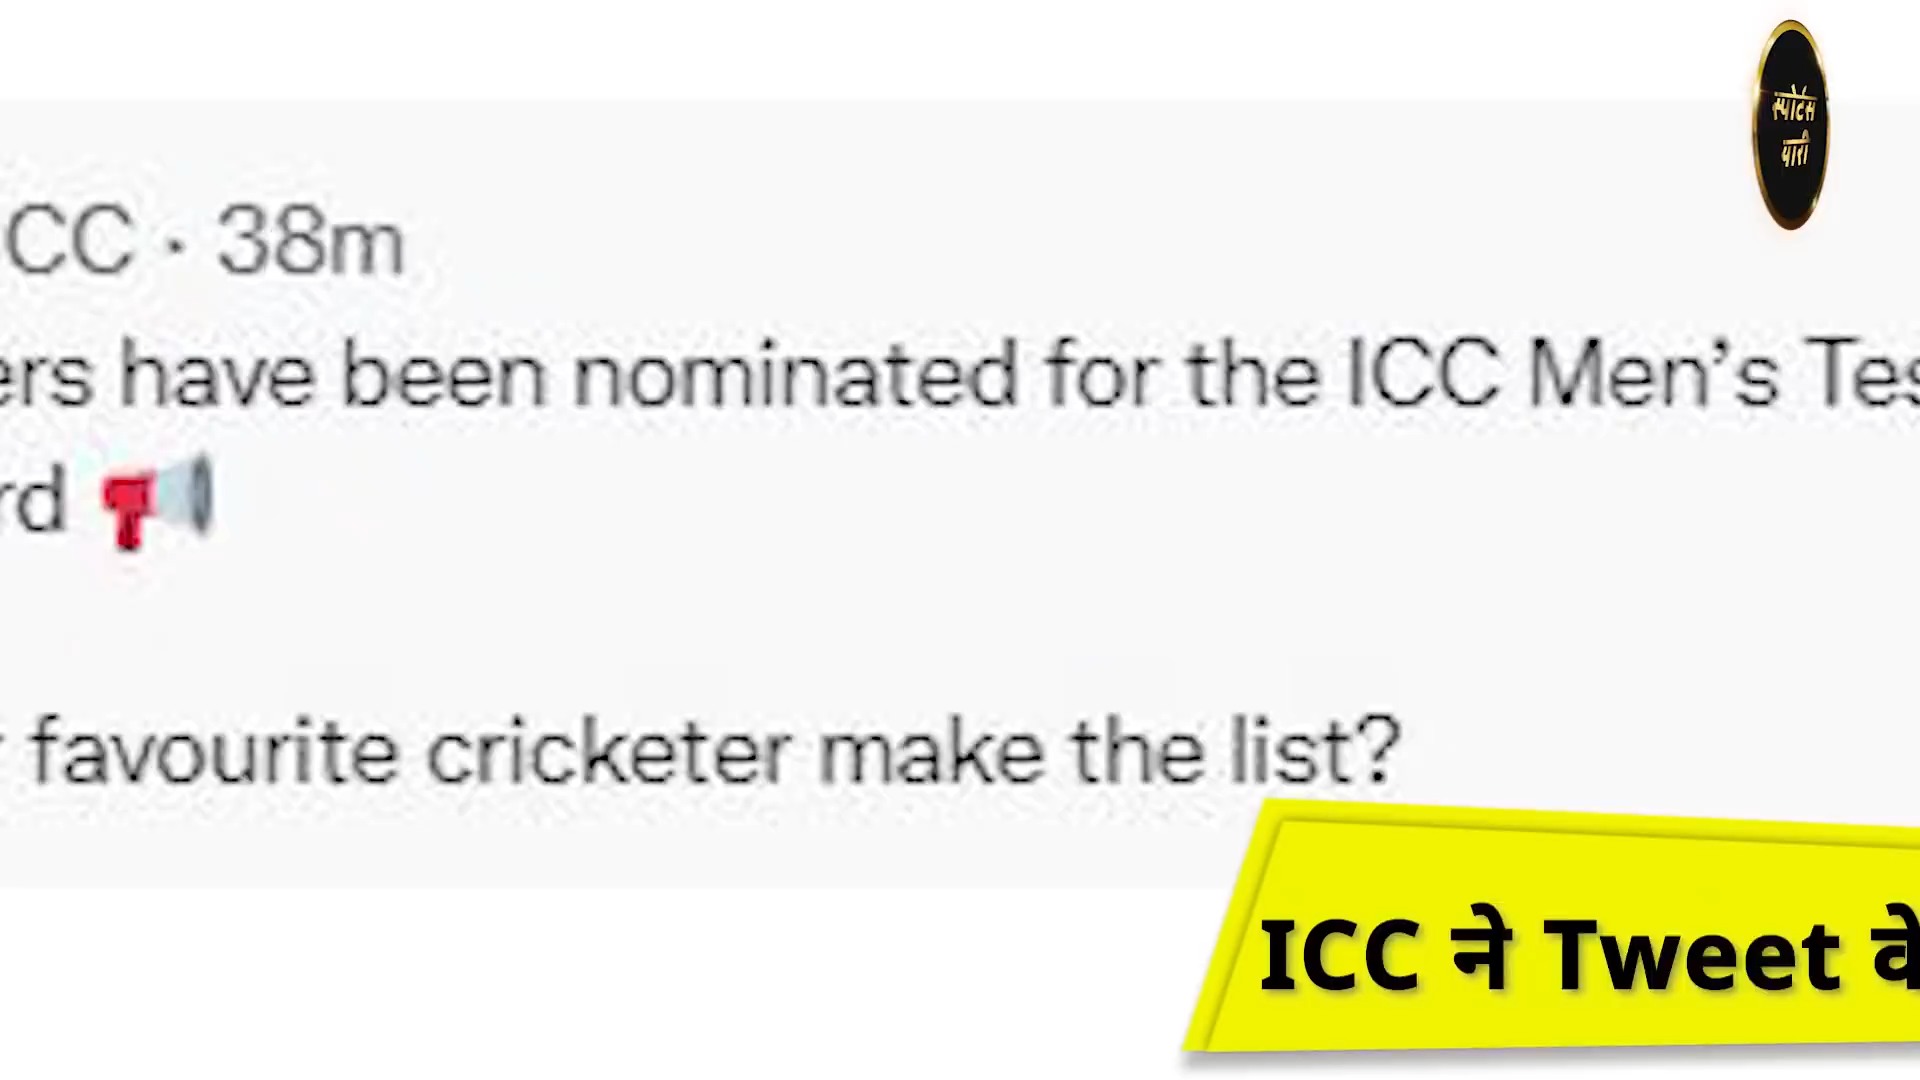 स्पोर्टस
यारी
CC · 38m
ers have been nominated for the ICC Men's Tes
rd
favourite cricketer make the list?
ICC ने Tweet के